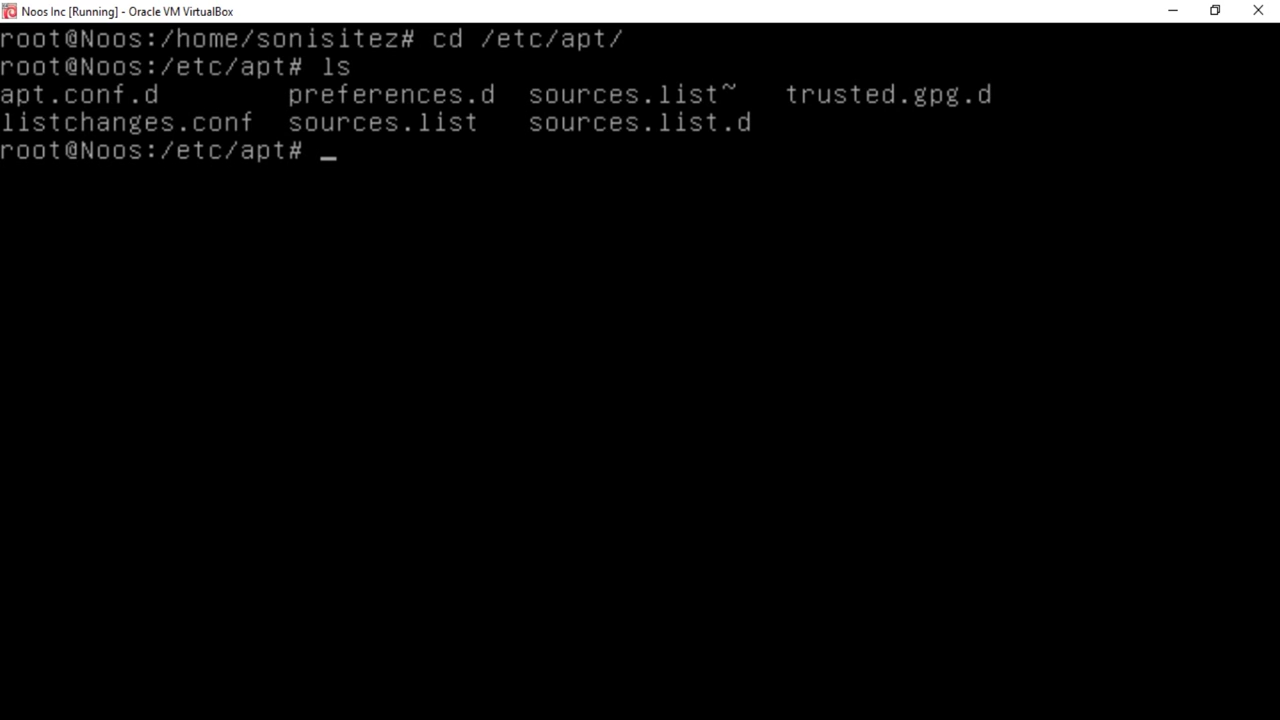 Noos Inc [Running] - Oracle VM VirtualBox
root@Noos:/home/sonisitez# cd /etc/apt/
root@Noos:/etc/apt# ls
apt.conf.d preferences.d sources.list~ trusted.gpg.d
listchanges.conf sources.list sources.list.d
root@Noos:/etc/apt# _